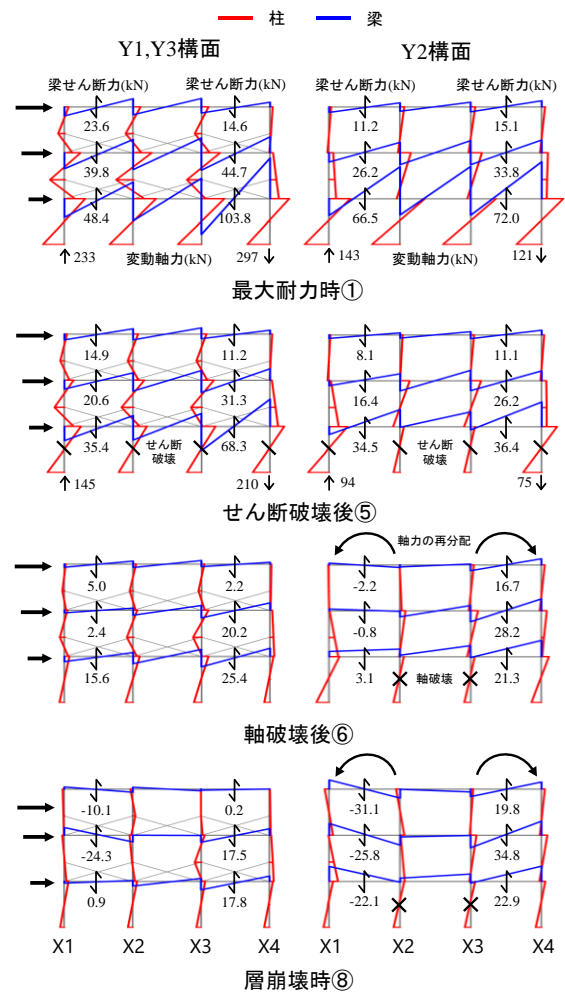 柱 梁
Y1,Y3構面 Y2構面
梁せん断力(kN) 梁せん断力(kN) 梁せん断力(kN) 梁せん断力(kN)
23.6 14.6 11.2 15.1
39.8 44.7 26.2 33.8
48.4 103.8 66.5 72.0
233 変動軸力(kN) 297 143 変動軸力(kN) 121
最大耐力時①
14.9 11.2 8.1 11.1
20.6 31.3 16.4 26.2
35.4 せん断 68.3 34.5 せん断 36.4
破壊 破壊
145 210 94 75
せん断破壊後⑤
軸力の再分配
5.0 2.2 -2.2 16.7
2.4 20.2 -0.8 28.2
15.6 25.4 3.1 軸破壊 21.3
軸破壊後⑥
-10.1 0.2 -31.1 19.8
-24.3 17.5 -25.8 34.8
0.9 17.8 -22.1 22.9
X1 X2 X3 X4 X1 X2 X3 X4
層崩壊時⑧